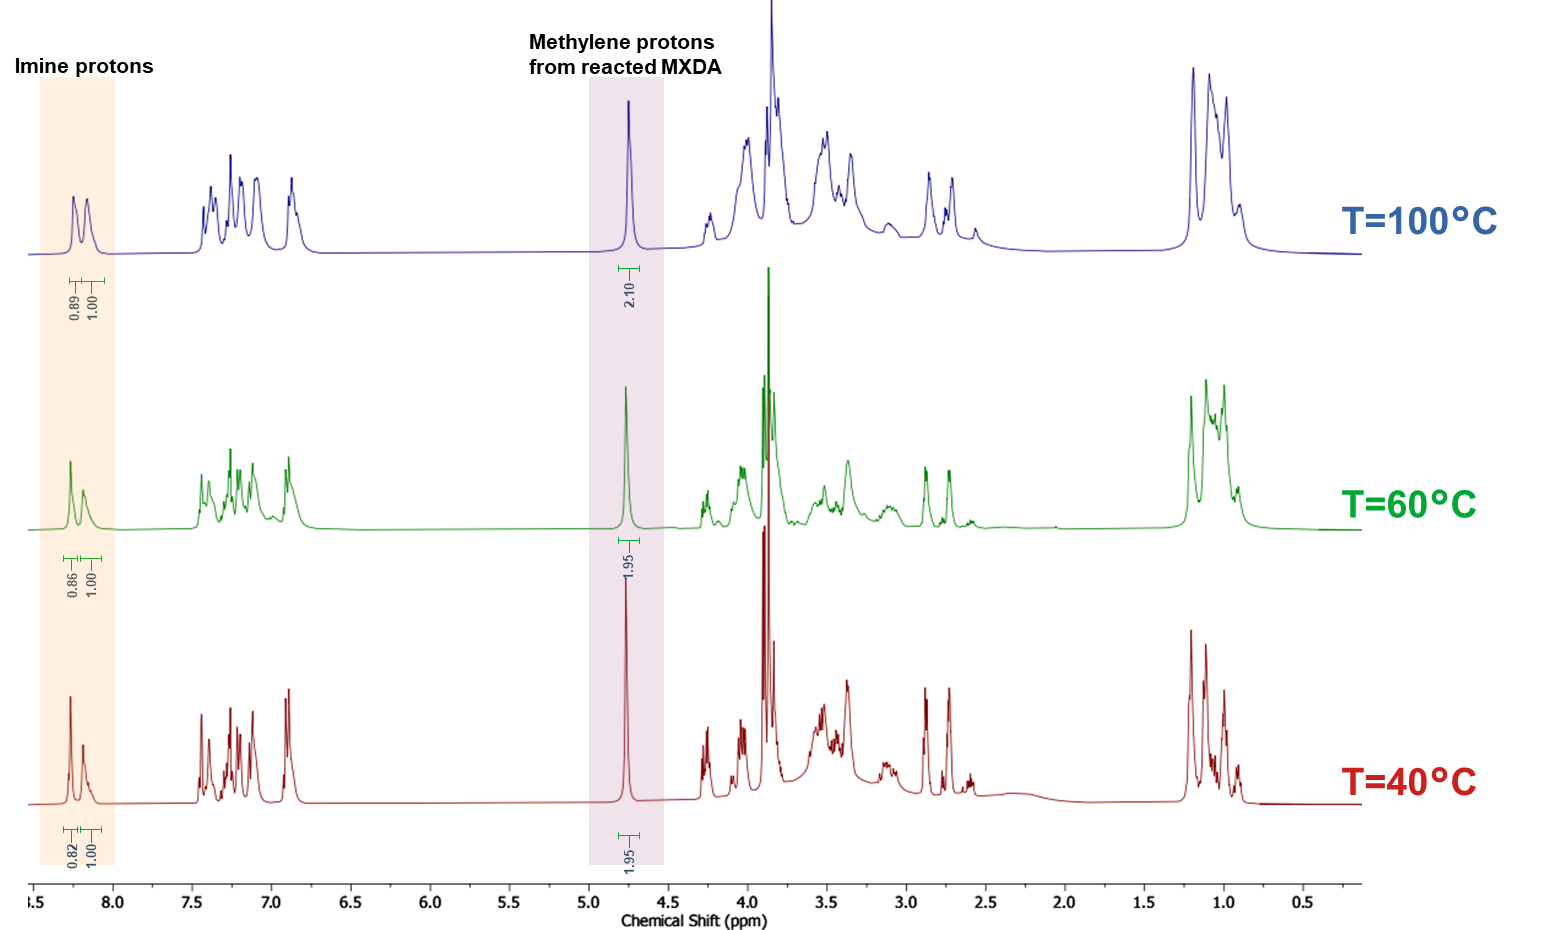 Methylene protons
from reacted MXDA
Imine protons
T=100°C
0.89
1.00
2.10
T=60°C
0.86
1.00
1.95
T=40°C
0.82
1.00
1.95
8.0 7.5 7.0 6.5 6.0 5.5 5.0 4.5 4.0 3.5 3.0 2.5 2.0 1.5 1.0 0.5
Chemical Shift (ppm)